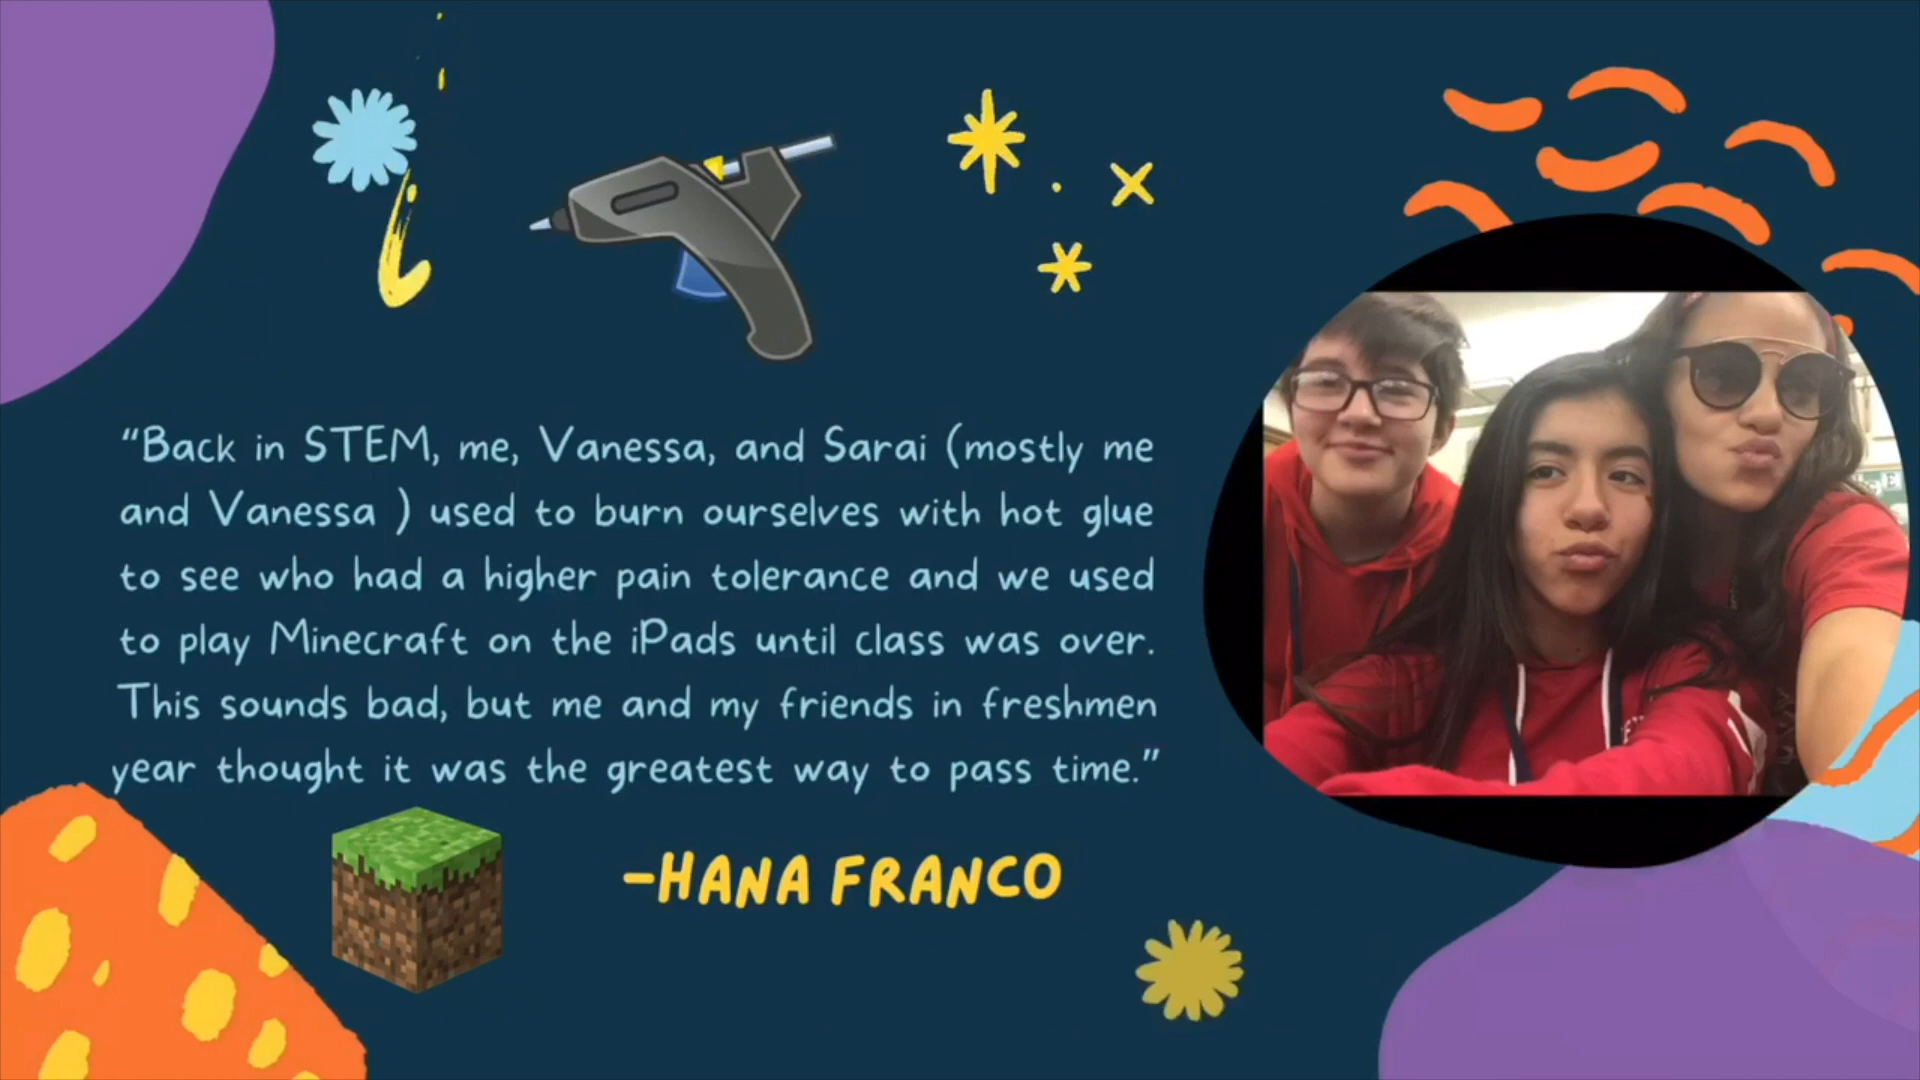 “Back in STEM, me, Vanessa, and Sarai (mostly me
and Vanessa ) used to burn ourselves with hot glue
to see who had a higher pain tolerance and we used
to play Minecraft on the iPads until class was over.
This sounds bad, but me and my friends in freshmen
year thought it was the greatest way to pass time.”
-HANA FRANCO